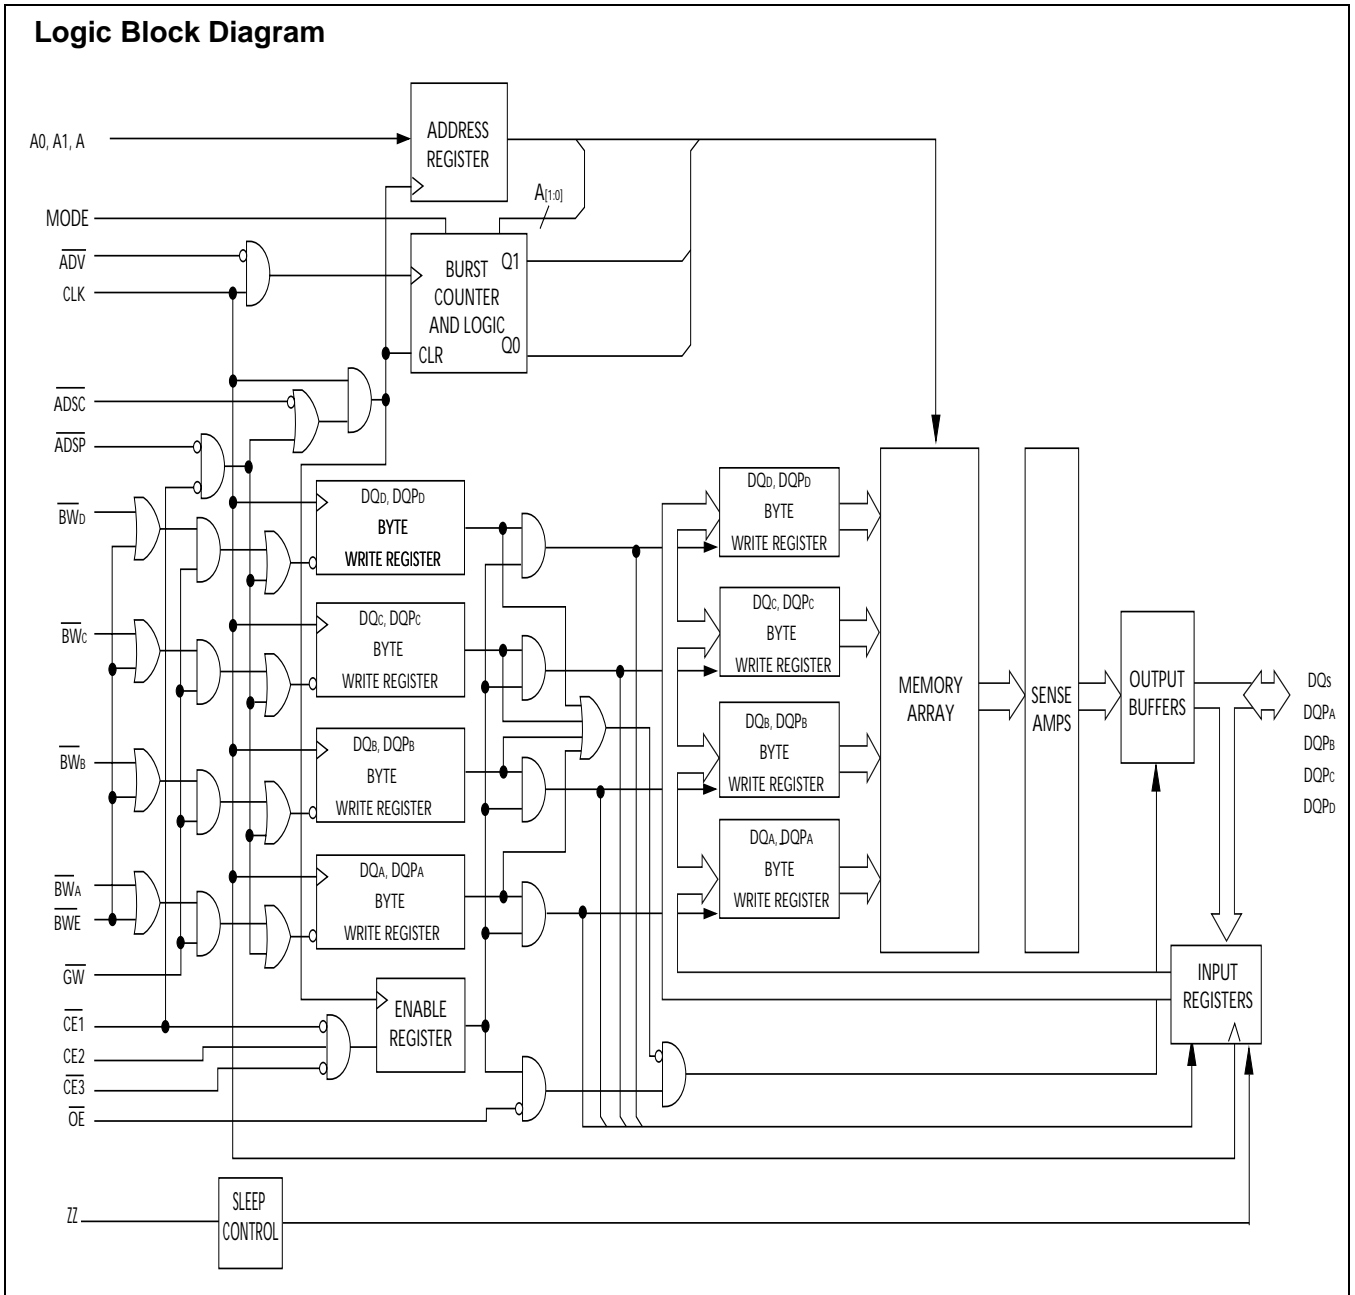 Logic Block Diagram
A0, A1, A
ADDRESS
REGISTER
A[1:0]
MODE
ADV
CLK
BURST
COUNTER
AND LOGIC
CLR
Q1
Q0
ADSC
ADSP
BWD
BWC
BWB
BWA
BWE
GW
CE1
CE2
CE3
OE
ZZ
DQD, DQPD
BYTE
WRITE REGISTER
DQC, DQPC
BYTE
WRITE REGISTER
DQB, DQPB
BYTE
WRITE REGISTER
DQA, DQPA
BYTE
WRITE REGISTER
ENABLE
REGISTER
SLEEP
CONTROL
DQD, DQPD
BYTE
WRITE REGISTER
DQC, DQPC
BYTE
WRITE REGISTER
DQB, DQPB
BYTE
WRITE REGISTER
DQA, DQPA
BYTE
WRITE REGISTER
MEMORY
ARRAY
SENSE
AMPS
OUTPUT
BUFFERS
DQs
DQPA
DQPB
DQPC
DQPD
INPUT
REGISTERS